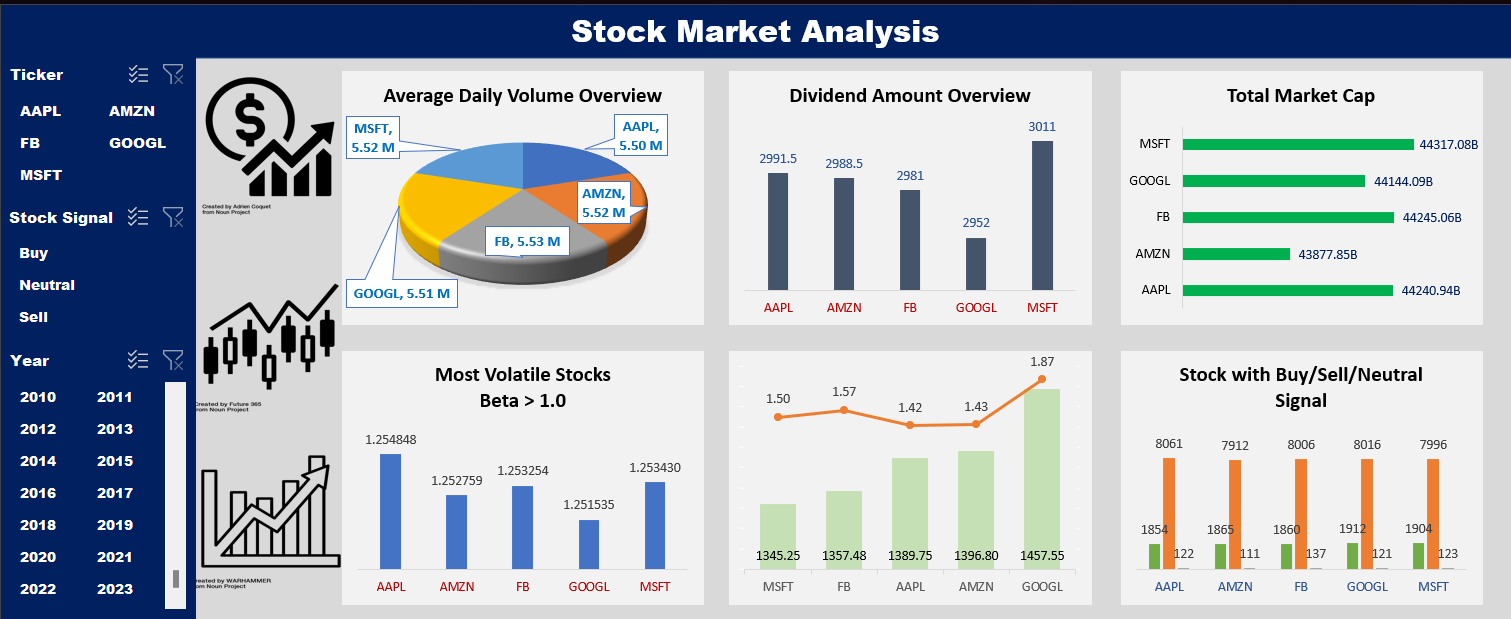 Stock Market Analysis
Ticker
AAPL AMZN
FB GOOGL
MSFT
Stock Signal
Buy
Neutral
Sell
Year
2010 2011
2012 2013
2014 2015
2016 2017
2018 2019
2020 2021
2022 2023
$
Created by Adrien Coquet
from Noun Project
Created by Future 365
from Noun Project
Created by WARHAMMER
from Noun Project
Average Daily Volume Overview
MSFT,
5.52 M
AAPL,
5.50 M
AMZN,
5.52 M
FB, 5.53 M
GOOGL, 5.51 M
Dividend Amount Overview
2991.5 2988.5 2981 2952 3011
AAPL AMZN FB GOOGL MSFT
Total Market Cap
MSFT 44317.08B
GOOGL 44144.09B
FB 44245.06B
AMZN 43877.85B
AAPL 44240.94B
Most Volatile Stocks
Beta > 1.0
1.254848 1.252759 1.253254 1.251535 1.253430
AAPL AMZN FB GOOGL MSFT
1.50 1.57 1.42 1.43 1.87
1345.25 1357.48 1389.75 1396.80 1457.55
MSFT FB AAPL AMZN GOOGL
Stock with Buy/Sell/Neutral
Signal
8061 7912 8006 8016 7996
1854 1865 1860 1912 1904
122 111 137 121 123
AAPL AMZN FB GOOGL MSFT